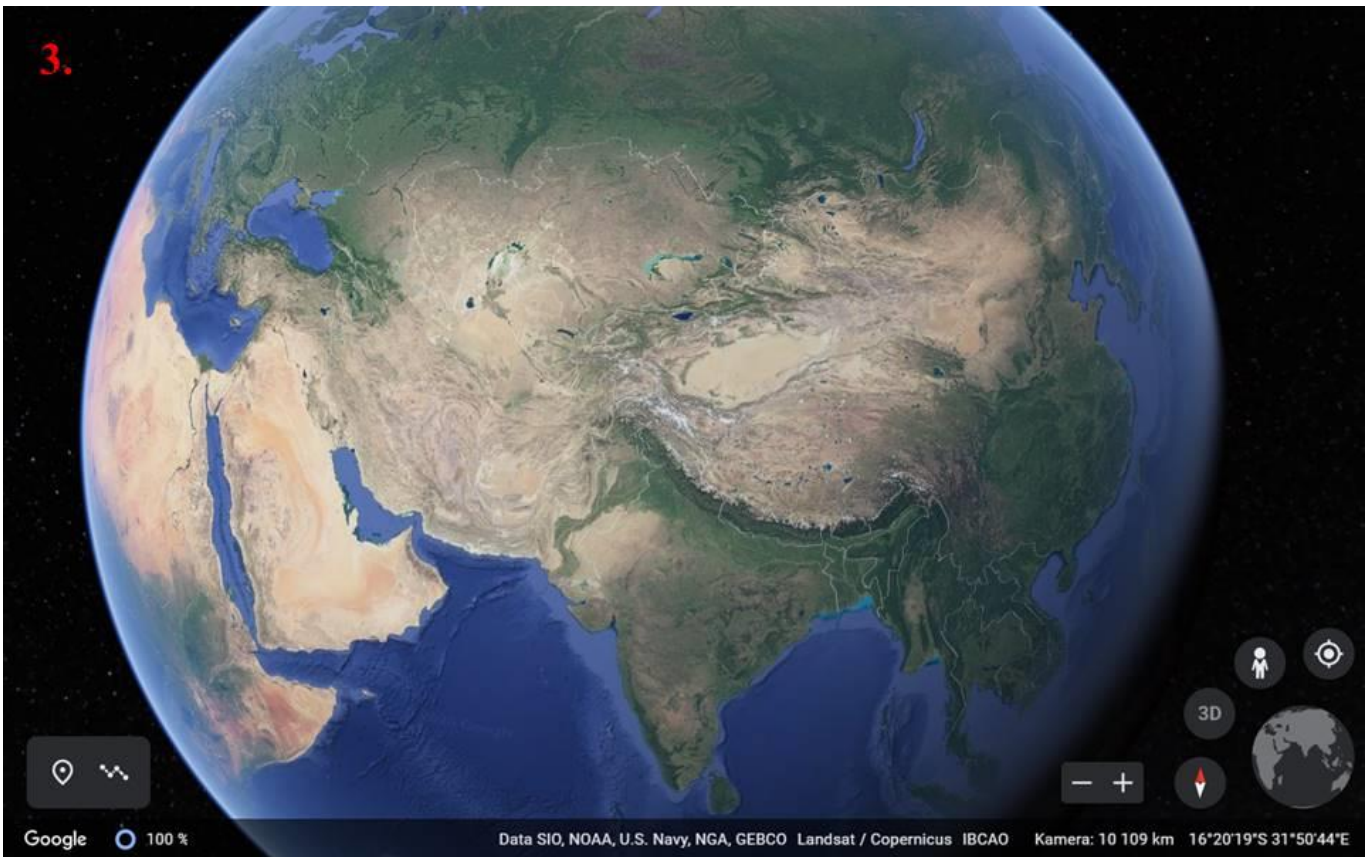 3.
3D
− +
Google 100 % Data SIO, NOAA, U.S. Navy, NGA, GEBCO Landsat / Copernicus IBCAO Kamera: 10 109 km 16°20'19"S 31°50'44"E